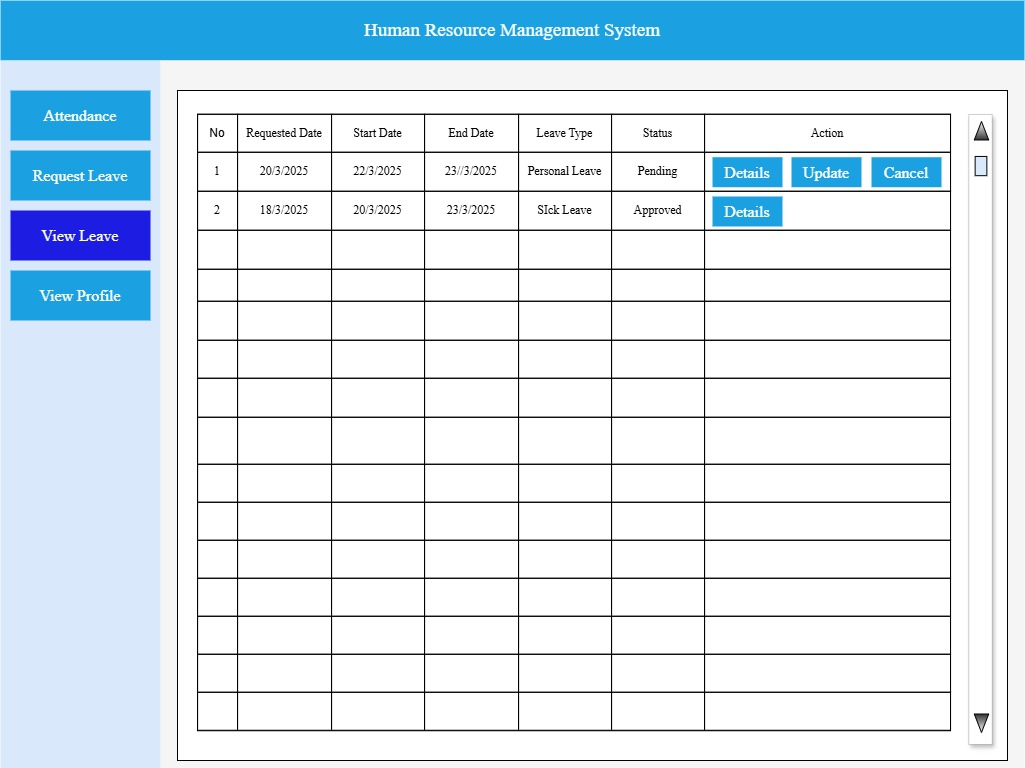 Human Resource Management System
Attendance
Request Leave
View Leave
View Profile
No Requested Date Start Date End Date Leave Type Status Action
1 20/3/2025 22/3/2025 23//3/2025 Personal Leave Pending Details Update Cancel
2 18/3/2025 20/3/2025 23/3/2025 SIck Leave Approved Details